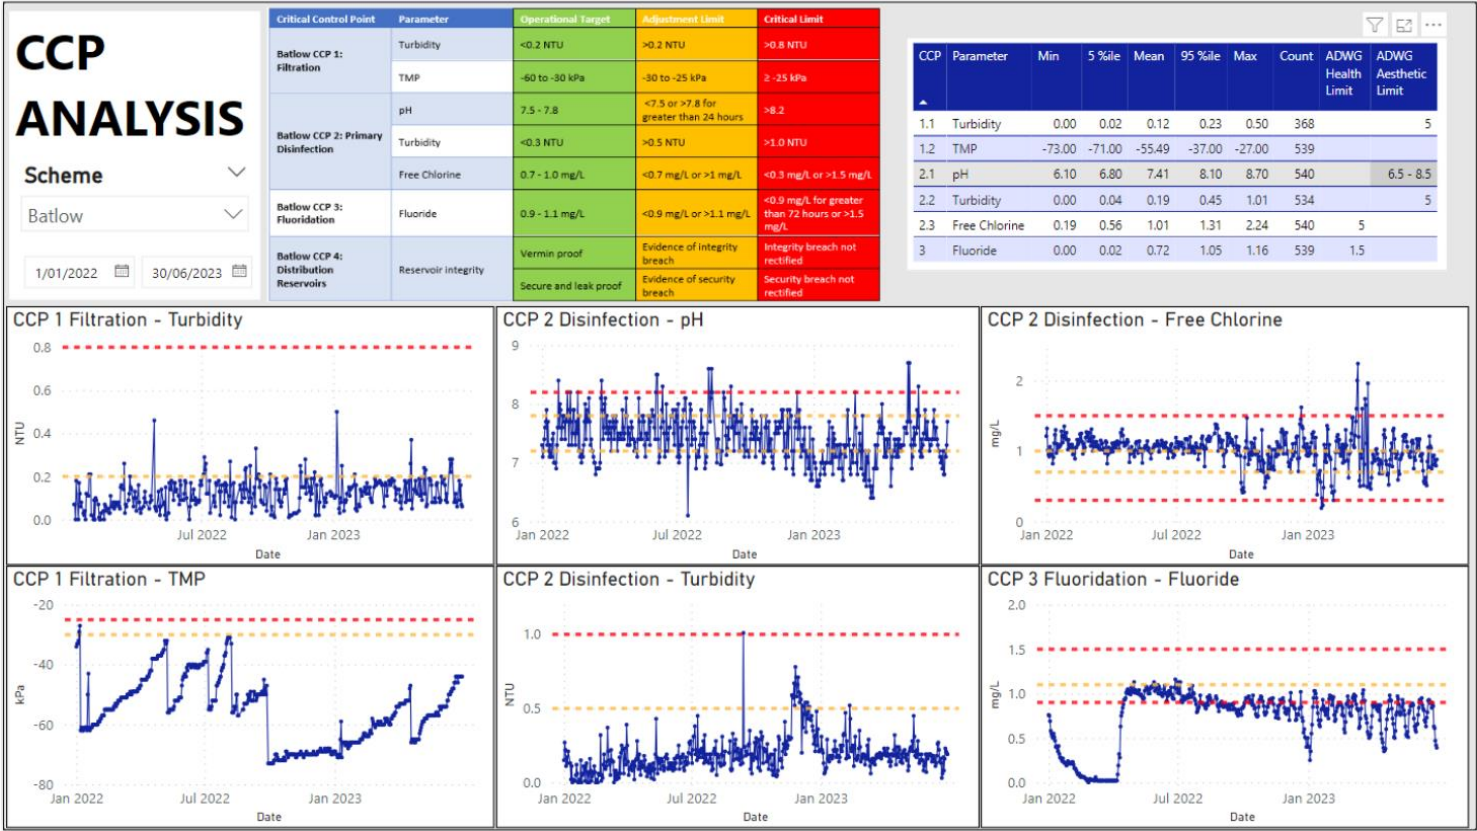 CCP
ANALYSIS
Scheme
Batlow
1/01/2022 30/06/2023
Critical Control Point Parameter Operational Target Adjustment Limit Critical Limit
Batlow CCP 1:
Filtration
Turbidity <0.2 NTU >0.2 NTU >0.8 NTU
TMP -60 to -30 kPa -30 to -25 kPa ≥ -25 kPa
Batlow CCP 2: Primary
Disinfection
pH 7.5 - 7.8 <7.5 or >7.8 for
greater than 24 hours
>8.2
Turbidity <0.3 NTU >0.5 NTU >1.0 NTU
Free Chlorine 0.7 - 1.0 mg/L <0.7 mg/L or >1 mg/L <0.3 mg/L or >1.5 mg/L
Batlow CCP 3:
Fluoridation
Fluoride 0.9 - 1.1 mg/L <0.9 mg/L or >1.1 mg/L
<0.9 mg/L for greater
than 72 hours or >1.5
mg/L
Batlow CCP 4:
Distribution
Reservoirs
Reservoir integrity
Vermin proof
Evidence of integrity
breach
Integrity breach not
rectified
Secure and leak proof
Evidence of security
breach
Security breach not
rectified
CCP Parameter Min 5 %ile Mean 95 %ile Max Count ADWG
Health
Limit
ADWG
Aesthetic
Limit
1.1 Turbidity 0.00 0.02 0.12 0.23 0.50 368 5
1.2 TMP -73.00 -71.00 -55.49 -37.00 -27.00 539
2.1 pH 6.10 6.80 7.41 8.10 8.70 540 6.5 - 8.5
2.2 Turbidity 0.00 0.04 0.19 0.45 1.01 534 5
2.3 Free Chlorine 0.19 0.56 1.01 1.31 2.24 540 5
3 Fluoride 0.00 0.02 0.72 1.05 1.16 539 1.5
CCP 1 Filtration - Turbidity
0.8
0.6
0.4
0.2
0.0
NTU
Jul 2022 Jan 2023
Date
CCP 2 Disinfection - pH
9
8
7
6
Jan 2022 Jul 2022 Jan 2023
Date
CCP 2 Disinfection - Free Chlorine
2
1
0
mg/L
Jan 2022 Jul 2022 Jan 2023
Date
CCP 1 Filtration - TMP
-20
-40
-60
-80
kPa
Jan 2022 Jul 2022 Jan 2023
Date
CCP 2 Disinfection - Turbidity
1.0
0.5
0.0
NTU
Jan 2022 Jul 2022 Jan 2023
Date
CCP 3 Fluoridation - Fluoride
2.0
1.5
1.0
0.5
0.0
mg/L
Jan 2022 Jul 2022 Jan 2023
Date